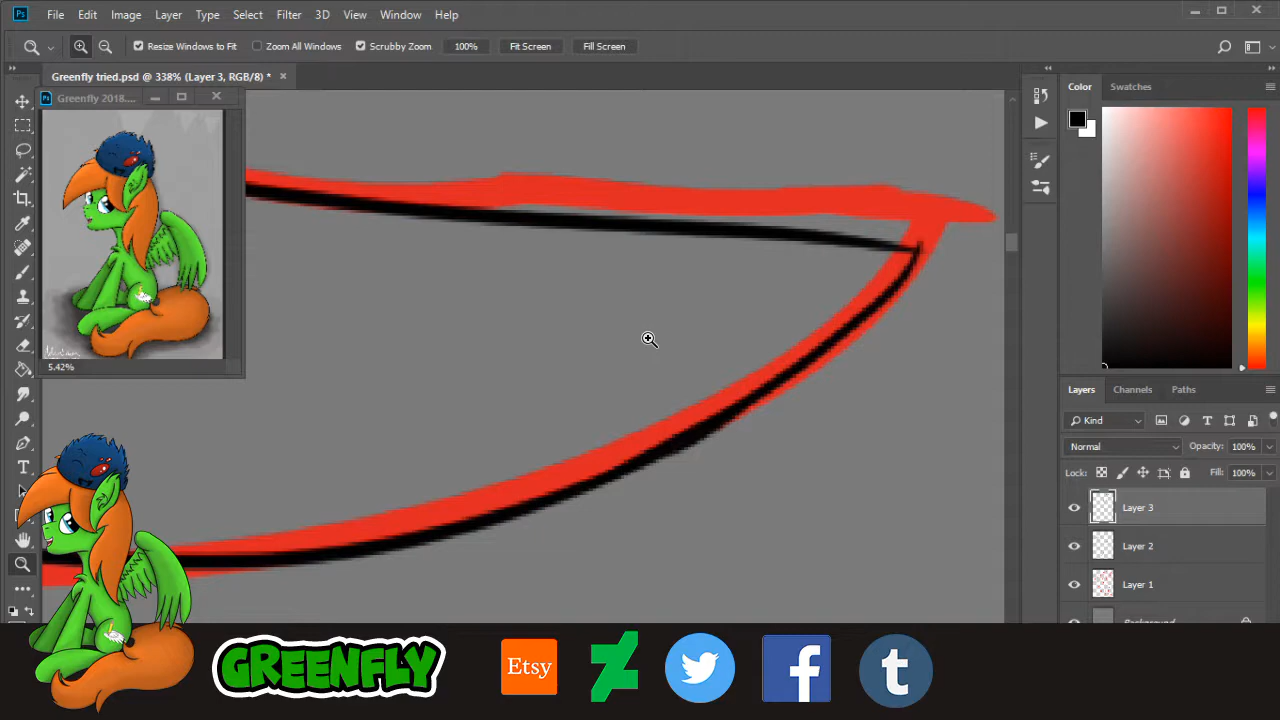 Ps File Edit Image Layer Type Select Filter 3D View Window Help
Resize Windows to Fit Zoom All Windows Scrubby Zoom 100% Fit Screen Fill Screen
Greenfly tried.psd @ 338% (Layer 3, RGB/8) *
Ps Greenfly 2018....
5.42%
Color Swatches
Layers Channels Paths
Kind
Normal Opacity: 100%
Lock: Fill: 100%
Layer 3
Layer 2
Layer 1
Background
GREENFLY Etsy f t